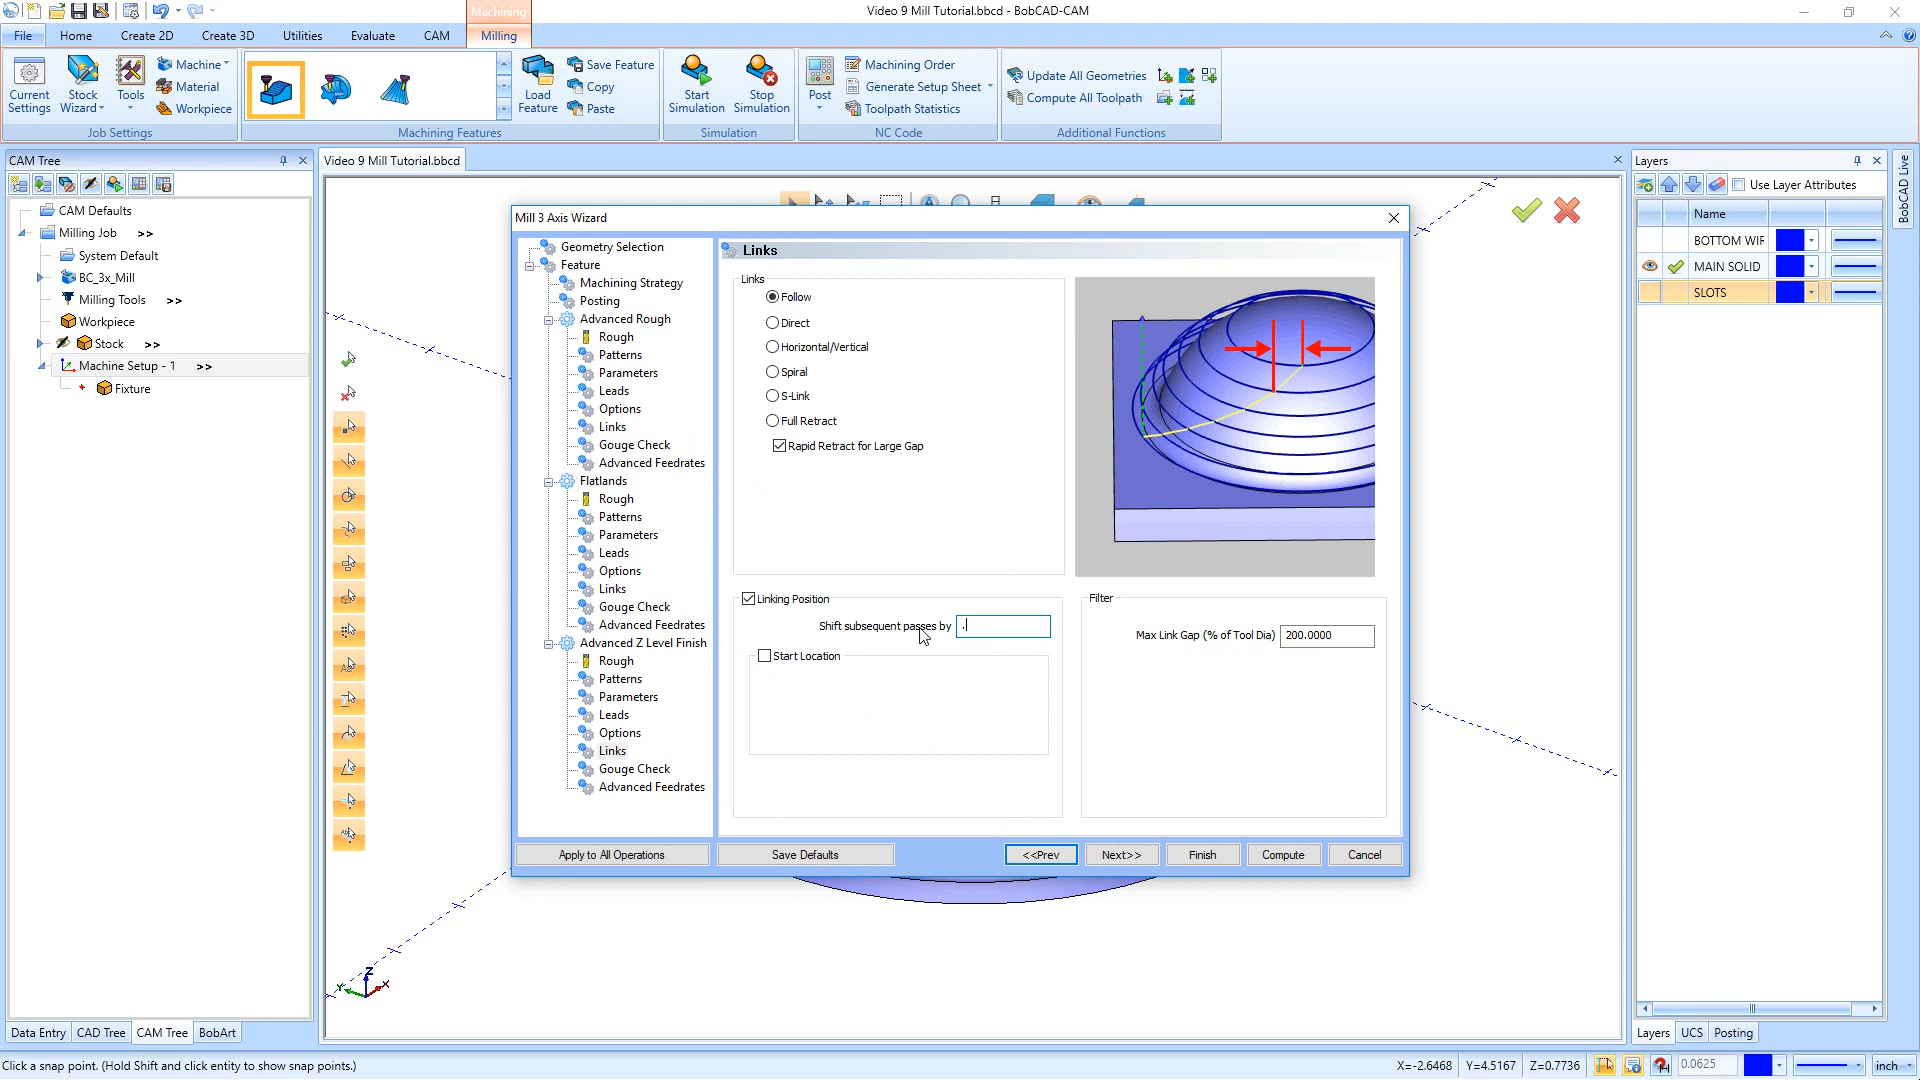 Video 9 Mill Tutorial.bbcd - BobCAD-CAM
Machining
File Home Create 2D Create 3D Utilities Evaluate CAM Milling
Current Settings
Stock Wizard
Tools
Machine
Material
Workpiece
Job Settings
Machining Features
Load Feature
Save Feature
Copy
Paste
Start Simulation
Stop Simulation
Simulation
Post
Machining Order
Generate Setup Sheet
Toolpath Statistics
NC Code
Update All Geometries
Compute All Toolpath
Additional Functions
CAM Tree
CAM Defaults
Milling Job >>
System Default
BC_3x_Mill
Milling Tools >>
Workpiece
Stock >>
Machine Setup - 1 >>
Fixture
Data Entry CAD Tree CAM Tree BobArt
Video 9 Mill Tutorial.bbcd
Mill 3 Axis Wizard
Geometry Selection
Feature
Machining Strategy
Posting
Advanced Rough
Rough
Patterns
Parameters
Leads
Options
Links
Gouge Check
Advanced Feedrates
Flatlands
Rough
Patterns
Parameters
Leads
Options
Links
Gouge Check
Advanced Feedrates
Advanced Z Level Finish
Rough
Patterns
Parameters
Leads
Options
Links
Gouge Check
Advanced Feedrates
Links
Links
Follow
Direct
Horizontal/Vertical
Spiral
S-Link
Full Retract
Rapid Retract for Large Gap
Linking Position
Shift subsequent passes by .
Start Location
Filter
Max Link Gap (% of Tool Dia) 200.0000
Apply to All Operations Save Defaults <<Prev Next>> Finish Compute Cancel
Z
Y X
Layers
Use Layer Attributes
Name
BOTTOM WIF
MAIN SOLID
SLOTS
Layers UCS Posting
BobCAD Live
Click a snap point. (Hold Shift and click entity to show snap points.)
X=-2.6468 Y=4.5167 Z=0.7736 0.0625 inch